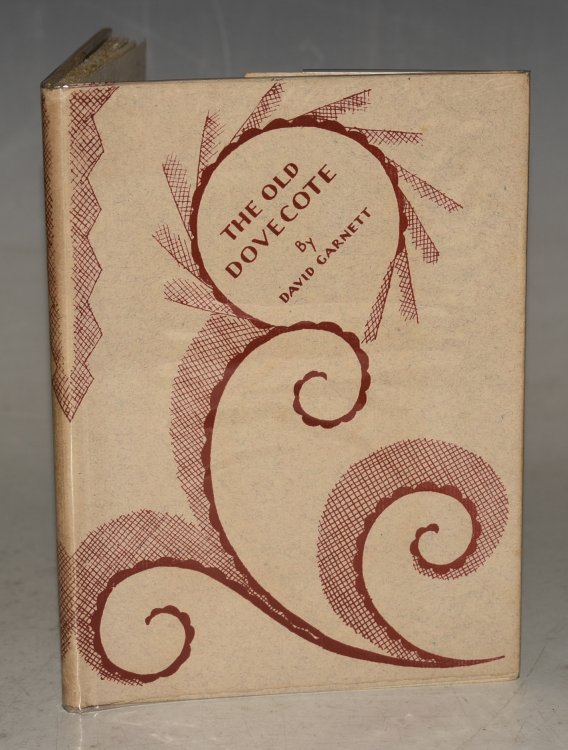 THE OLD
DOVECOTE
By
DAVID GARNETT